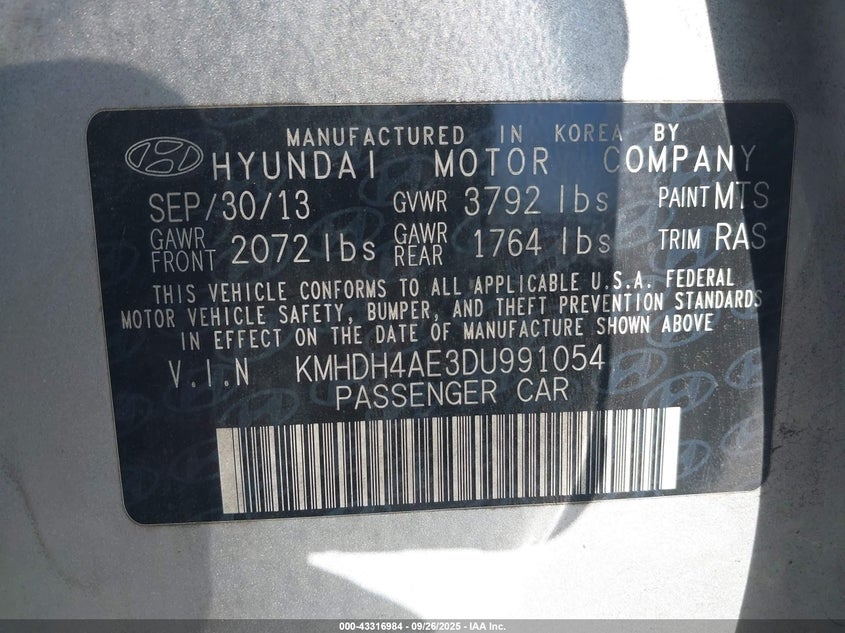 MANUFACTURED IN KOREA BY
HYUNDAI MOTOR COMPANY
SEP/30/13 GVWR 3792 lbs PAINT MTS
GAWR FRONT 2072 lbs GAWR REAR 1764 lbs TRIM RAS
THIS VEHICLE CONFORMS TO ALL APPLICABLE U.S.A. FEDERAL
MOTOR VEHICLE SAFETY, BUMPER, AND THEFT PREVENTION STANDARDS
IN EFFECT ON THE DATE OF MANUFACTURE SHOWN ABOVE
V.I.N KMHDH4AE3DU991054
PASSENGER CAR
000-43316984 - 09/26/2025 - IAA Inc.